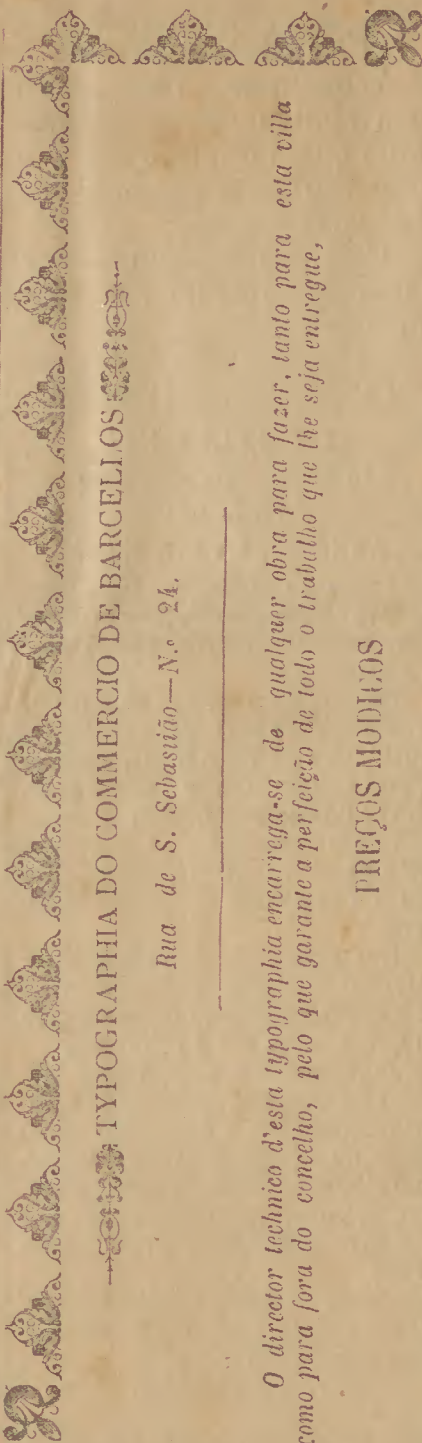 TYPOGRAPHIA DO COMMERCIO DE BARCELLOS
Rua de S. Sebastião—N.º 24.
O director technico d'esta typographia encarrega-se de qualquer obra para fazer, tanto para esta villa
como para fora do concelho, pelo que garante a perfeição de todo o trabalho que lhe seja entregue,
PREÇOS MODICOS